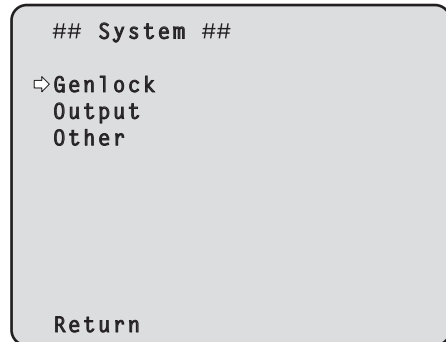 ## System ##
⇨Genlock
Output
Other
Return